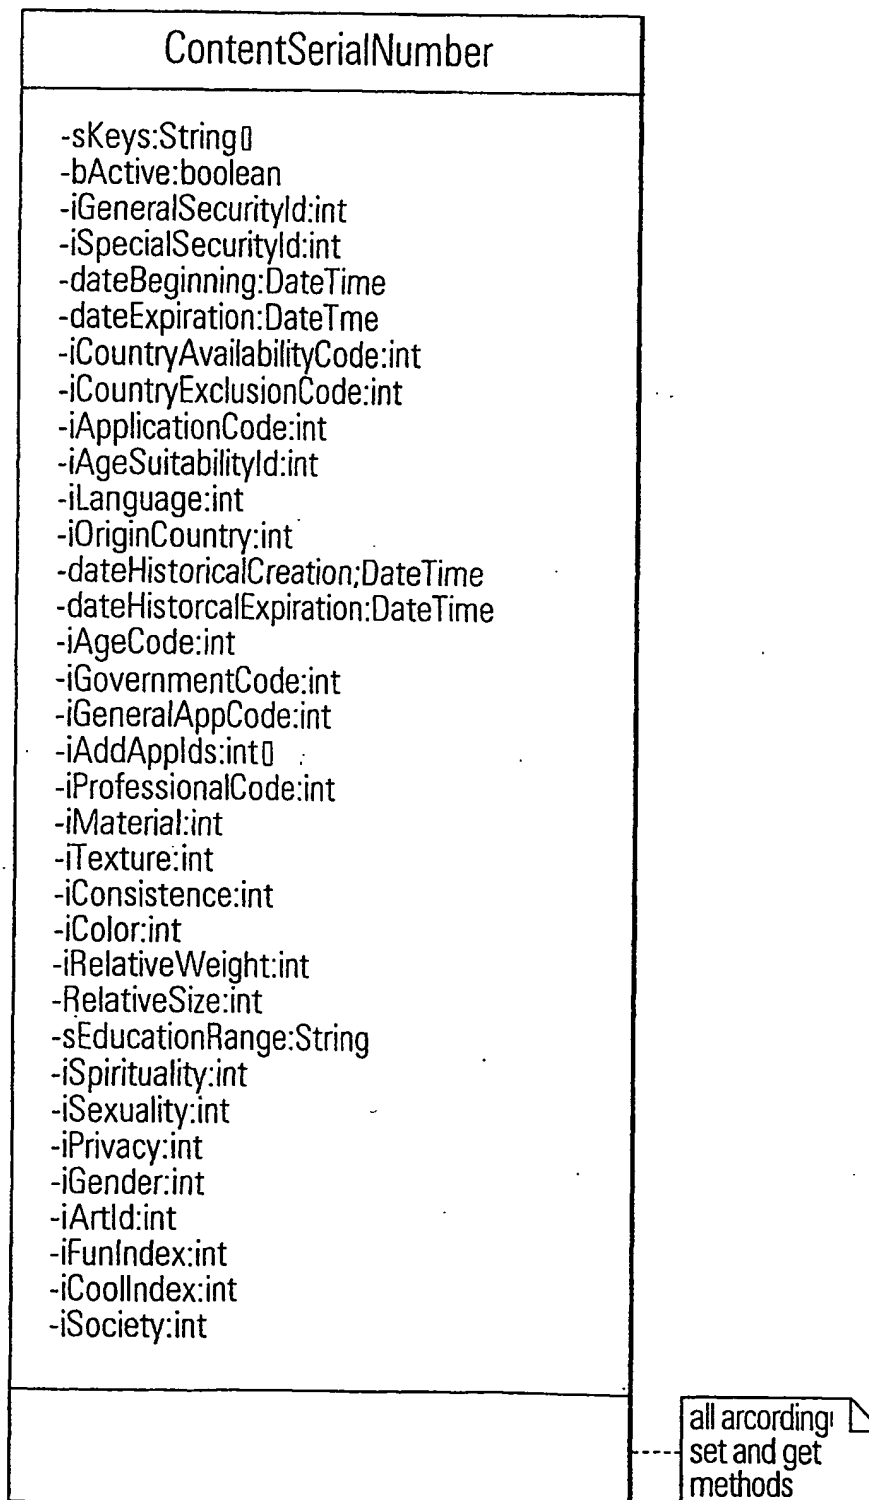 ContentSerialNumber
-sKeys:String[]
-bActive:boolean
-iGeneralSecurityId:int
-iSpecialSecurityId:int
-dateBeginning:DateTime
-dateExpiration:DateTme
-iCountryAvailabilityCode:int
-iCountryExclusionCode:int
-iApplicationCode:int
-iAgeSuitabilityId:int
-iLanguage:int
-iOriginCountry:int
-dateHistoricalCreation;DateTime
-dateHistorcalExpiration:DateTime
-iAgeCode:int
-iGovernmentCode:int
-iGeneralAppCode:int
-iAddAppIds:int[]
-iProfessionalCode:int
-iMaterial:int
-iTexture:int
-iConsistence:int
-iColor:int
-iRelativeWeight:int
-RelativeSize:int
-sEducationRange:String
-iSpirituality:int
-iSexuality:int
-iPrivacy:int
-iGender:int
-iArtId:int
-iFunIndex:int
-iCoolIndex:int
-iSociety:int
all arcording
set and get
methods